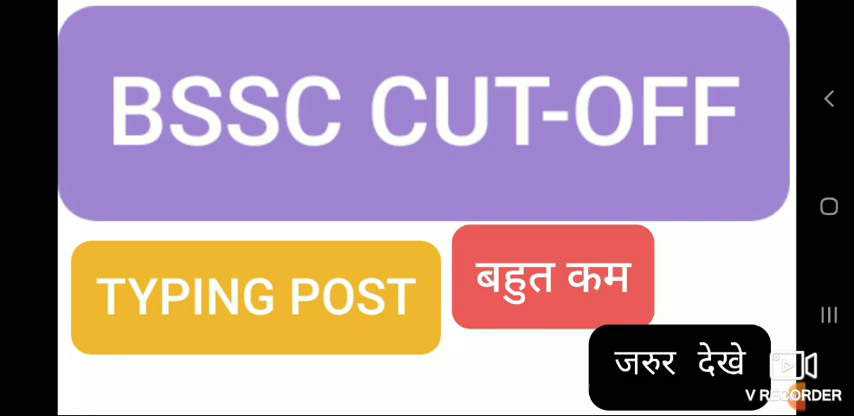 BSSC CUT-OFF
TYPING POST
बहुत कम
जरुर देखे
V RECORDER